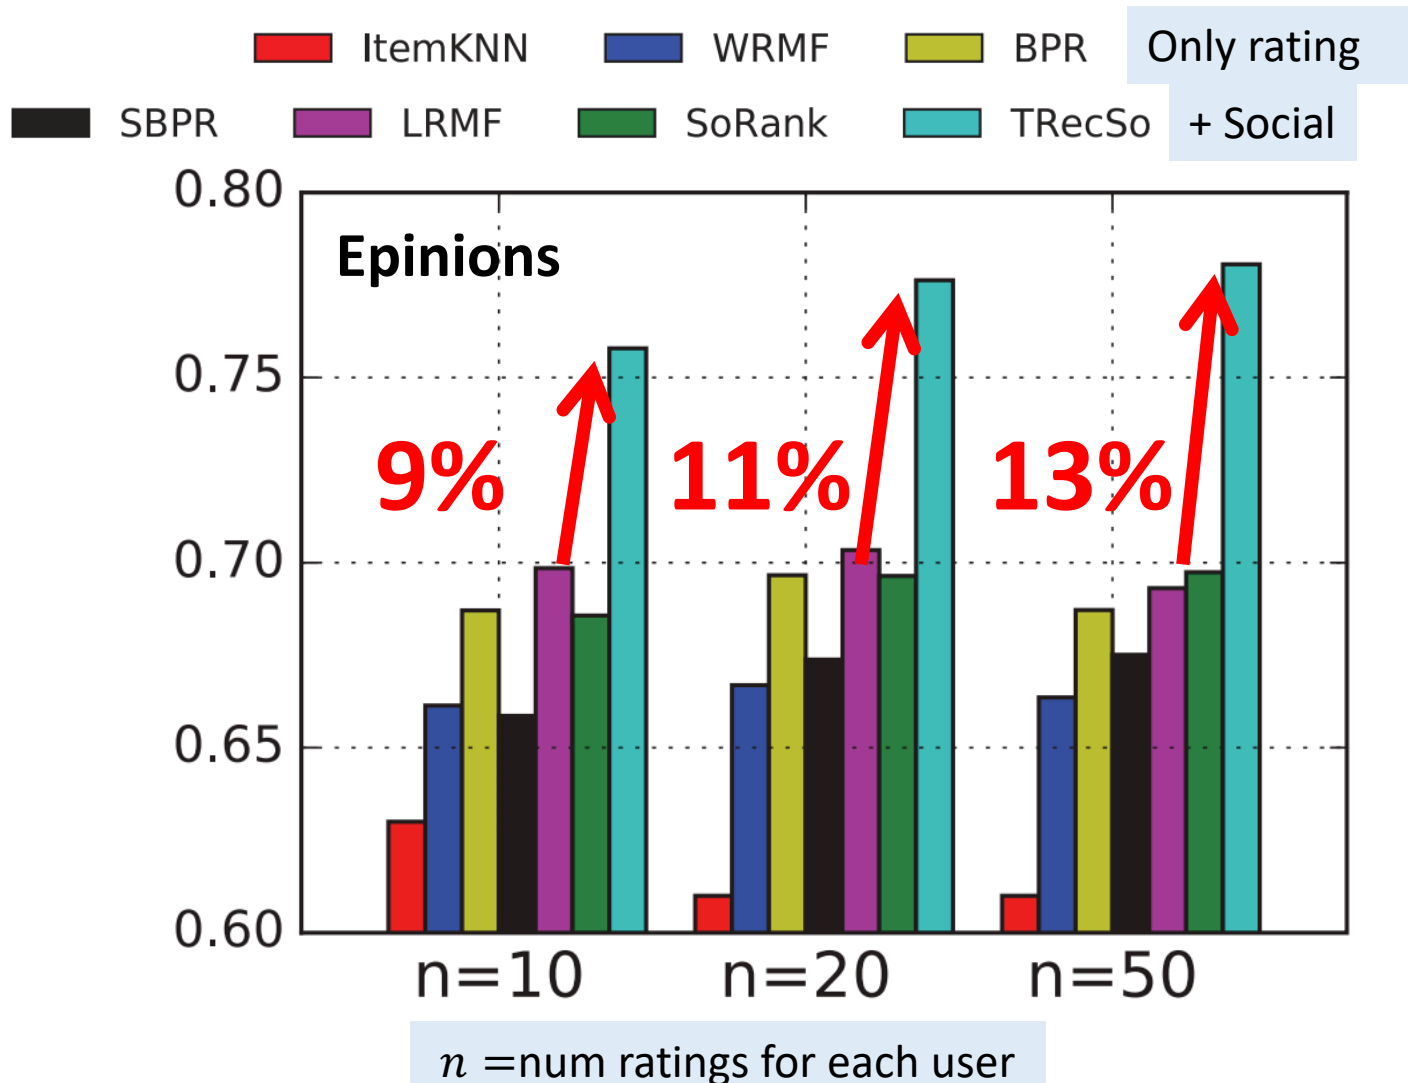 ItemKNN WRMF BPR Only rating
SBPR LRMF SoRank TRecSo + Social
0.80
Epinions
0.75
9% 11% 13%
0.70
0.65
0.60
n=10 n=20 n=50
n =num ratings for each user